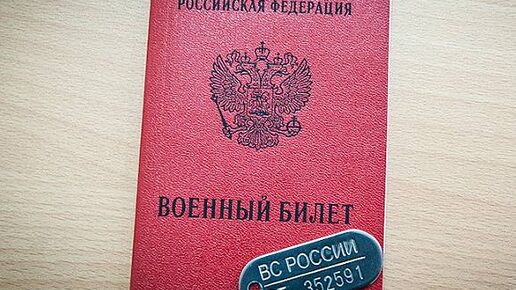 РОССИЙСКАЯ ФЕДЕРАЦИЯ
ВОЕННЫЙ БИЛЕТ
ВС РОССИИ
352591